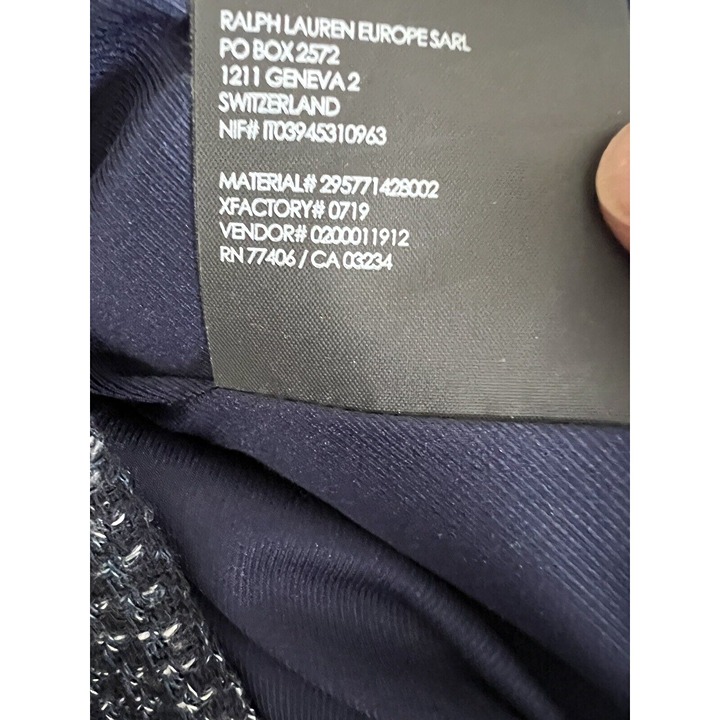 RALPH LAUREN EUROPE SARL
PO BOX 2572
1211 GENEVA 2
SWITZERLAND
NIF# IT03945310963
MATERIAL# 295771428002
XFACTORY# 0719
VENDOR# 0200011912
RN 77406 / CA 03234